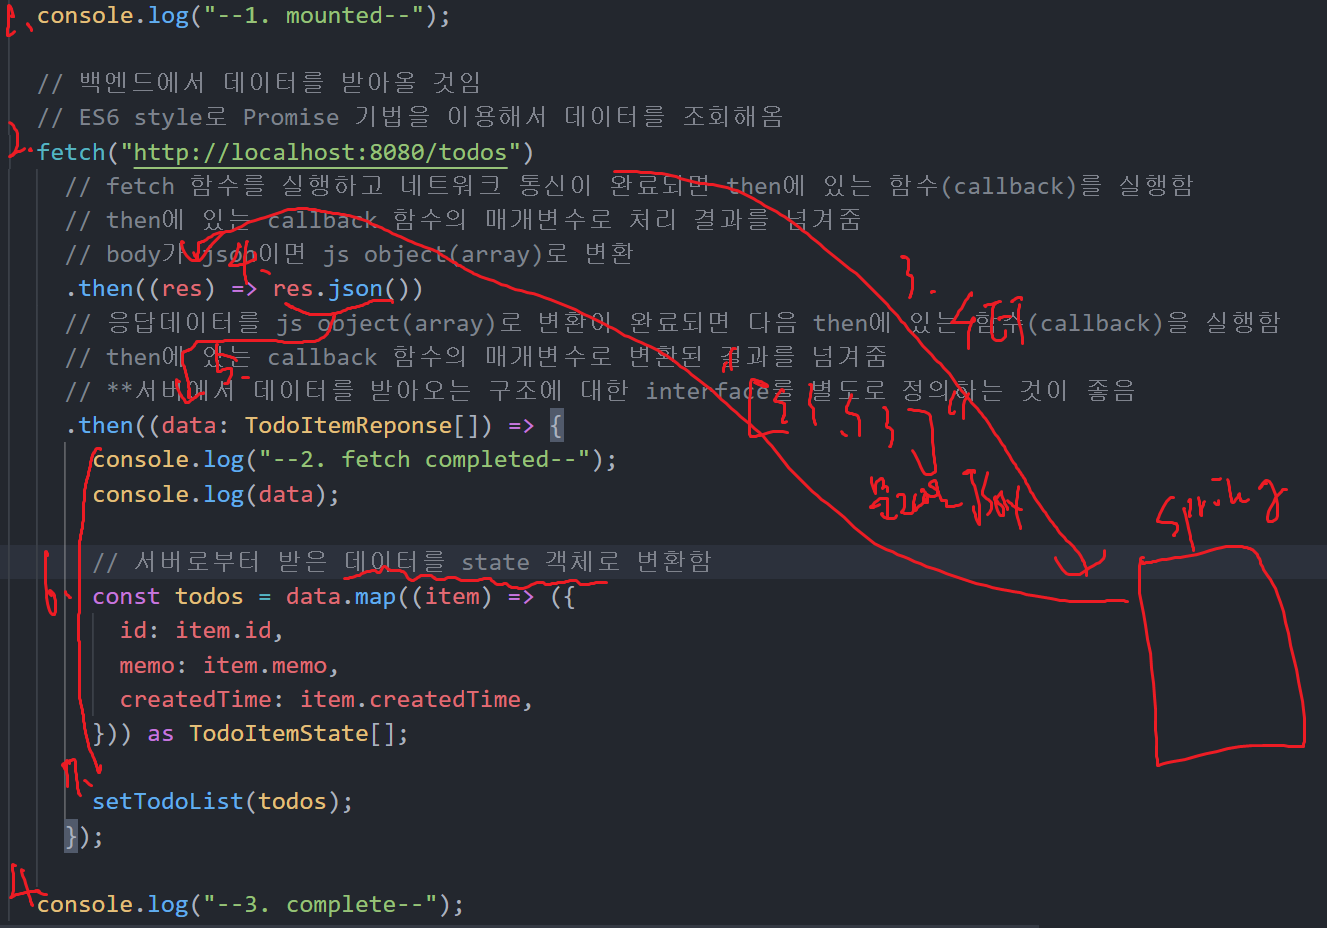 1. console.log("--1. mounted--");
// 백엔드에서 데이터를 받아올 것임
// ES6 style로 Promise 기법을 이용해서 데이터를 조회해옴
2. fetch("http://localhost:8080/todos")
// fetch 함수를 실행하고 네트워크 통신이 완료되면 then에 있는 함수(callback)를 실행함
// then에 있는 callback 함수의 매개변수로 처리 결과를 넘겨줌
// body가 json이면 js object(array)로 변환
4.
3.
.then((res) => res.json())
// 응답데이터를 js object(array)로 변환이 완료되면 다음 then에 있는 함수(callback)을 실행함
// then에 있는 callback 함수의 매개변수로 변환된 결과를 넘겨줌
5.
// **서버에서 데이터를 받아오는 구조에 대한 interface를 별도로 정의하는 것이 좋음
.then((data: TodoItemReponse[]) => {
console.log("--2. fetch completed--");
console.log(data);
Spring
// 서버로부터 받은 데이터를 state 객체로 변환함
6.
const todos = data.map((item) => ({
id: item.id,
memo: item.memo,
createdTime: item.createdTime,
})) as TodoItemState[];
7.
setTodoList(todos);
});
4
console.log("--3. complete--");